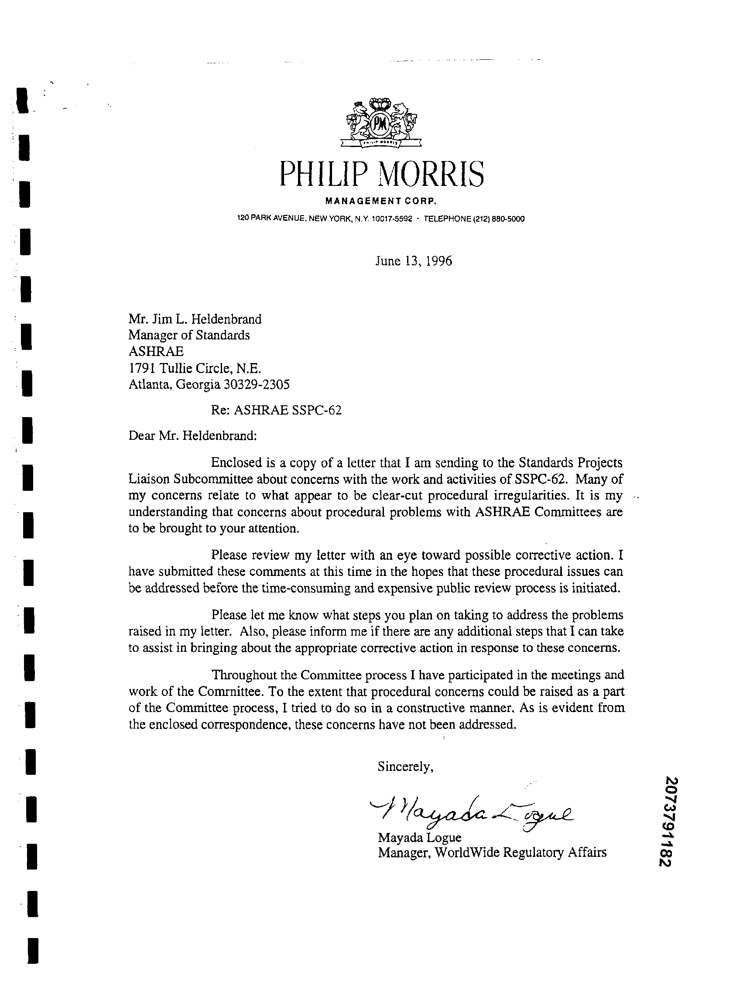 PM
PHILIP MORRIS
PHILIP MORRIS
MANAGEMENT CORP.
120 PARK AVENUE, NEW YORK, N.Y. 10017-5592 · TELEPHONE (212) 880-5000
June 13, 1996
Mr. Jim L. Heldenbrand
Manager of Standards
ASHRAE
1791 Tullie Circle, N.E.
Atlanta, Georgia 30329-2305
Re: ASHRAE SSPC-62
Dear Mr. Heldenbrand:
Enclosed is a copy of a letter that I am sending to the Standards Projects
Liaison Subcommittee about concerns with the work and activities of SSPC-62. Many of
my concerns relate to what appear to be clear-cut procedural irregularities. It is my
understanding that concerns about procedural problems with ASHRAE Committees are
to be brought to your attention.
Please review my letter with an eye toward possible corrective action. I
have submitted these comments at this time in the hopes that these procedural issues can
be addressed before the time-consuming and expensive public review process is initiated.
Please let me know what steps you plan on taking to address the problems
raised in my letter. Also, please inform me if there are any additional steps that I can take
to assist in bringing about the appropriate corrective action in response to these concerns.
Throughout the Committee process I have participated in the meetings and
work of the Committee. To the extent that procedural concerns could be raised as a part
of the Committee process, I tried to do so in a constructive manner. As is evident from
the enclosed correspondence, these concerns have not been addressed.
Sincerely,
Mayada Logue
Mayada Logue
Manager, WorldWide Regulatory Affairs
2073791182